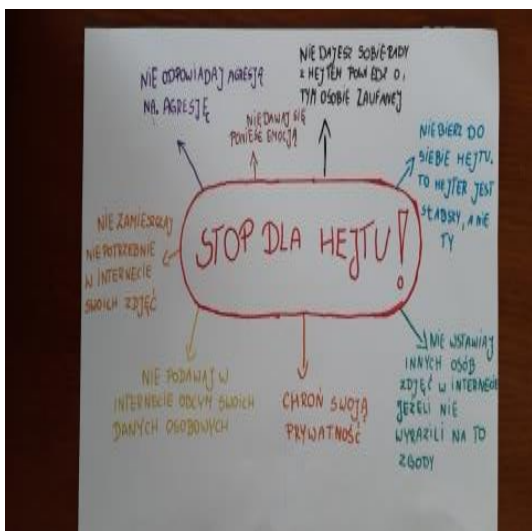 NIE ODPOWIADAJ AGRESJĄ
NA AGRESJĘ
NIE DAWAJ SIĘ
PONIEŚĆ EMOCJĄ
NIE DAJESZ SOBIE RADY
Z HEJTEM POWIEDZ O
TYM OSOBIE ZAUFANEJ
NIE BIERZ DO
SIEBIE HEJTU.
TO HEJTER JEST
SŁABSZY, A NIE
TY
STOP DLA HEJTU!
NIE ZAMIESZCZAJ
NIEPOTRZEBNIE
W INTERNECIE
SWOICH ZDJĘĆ
NIE PODAWAJ W
INTERNECIE OBCYM SWOICH
DANYCH OSOBOWYCH
CHROŃ SWOJĄ
PRYWATNOŚĆ
NIE WSTAWIAJ
INNYCH OSÓB
ZDJĘĆ W INTERNECIE
JEŻELI NIE
WYRAZILI NA TO
ZGODY